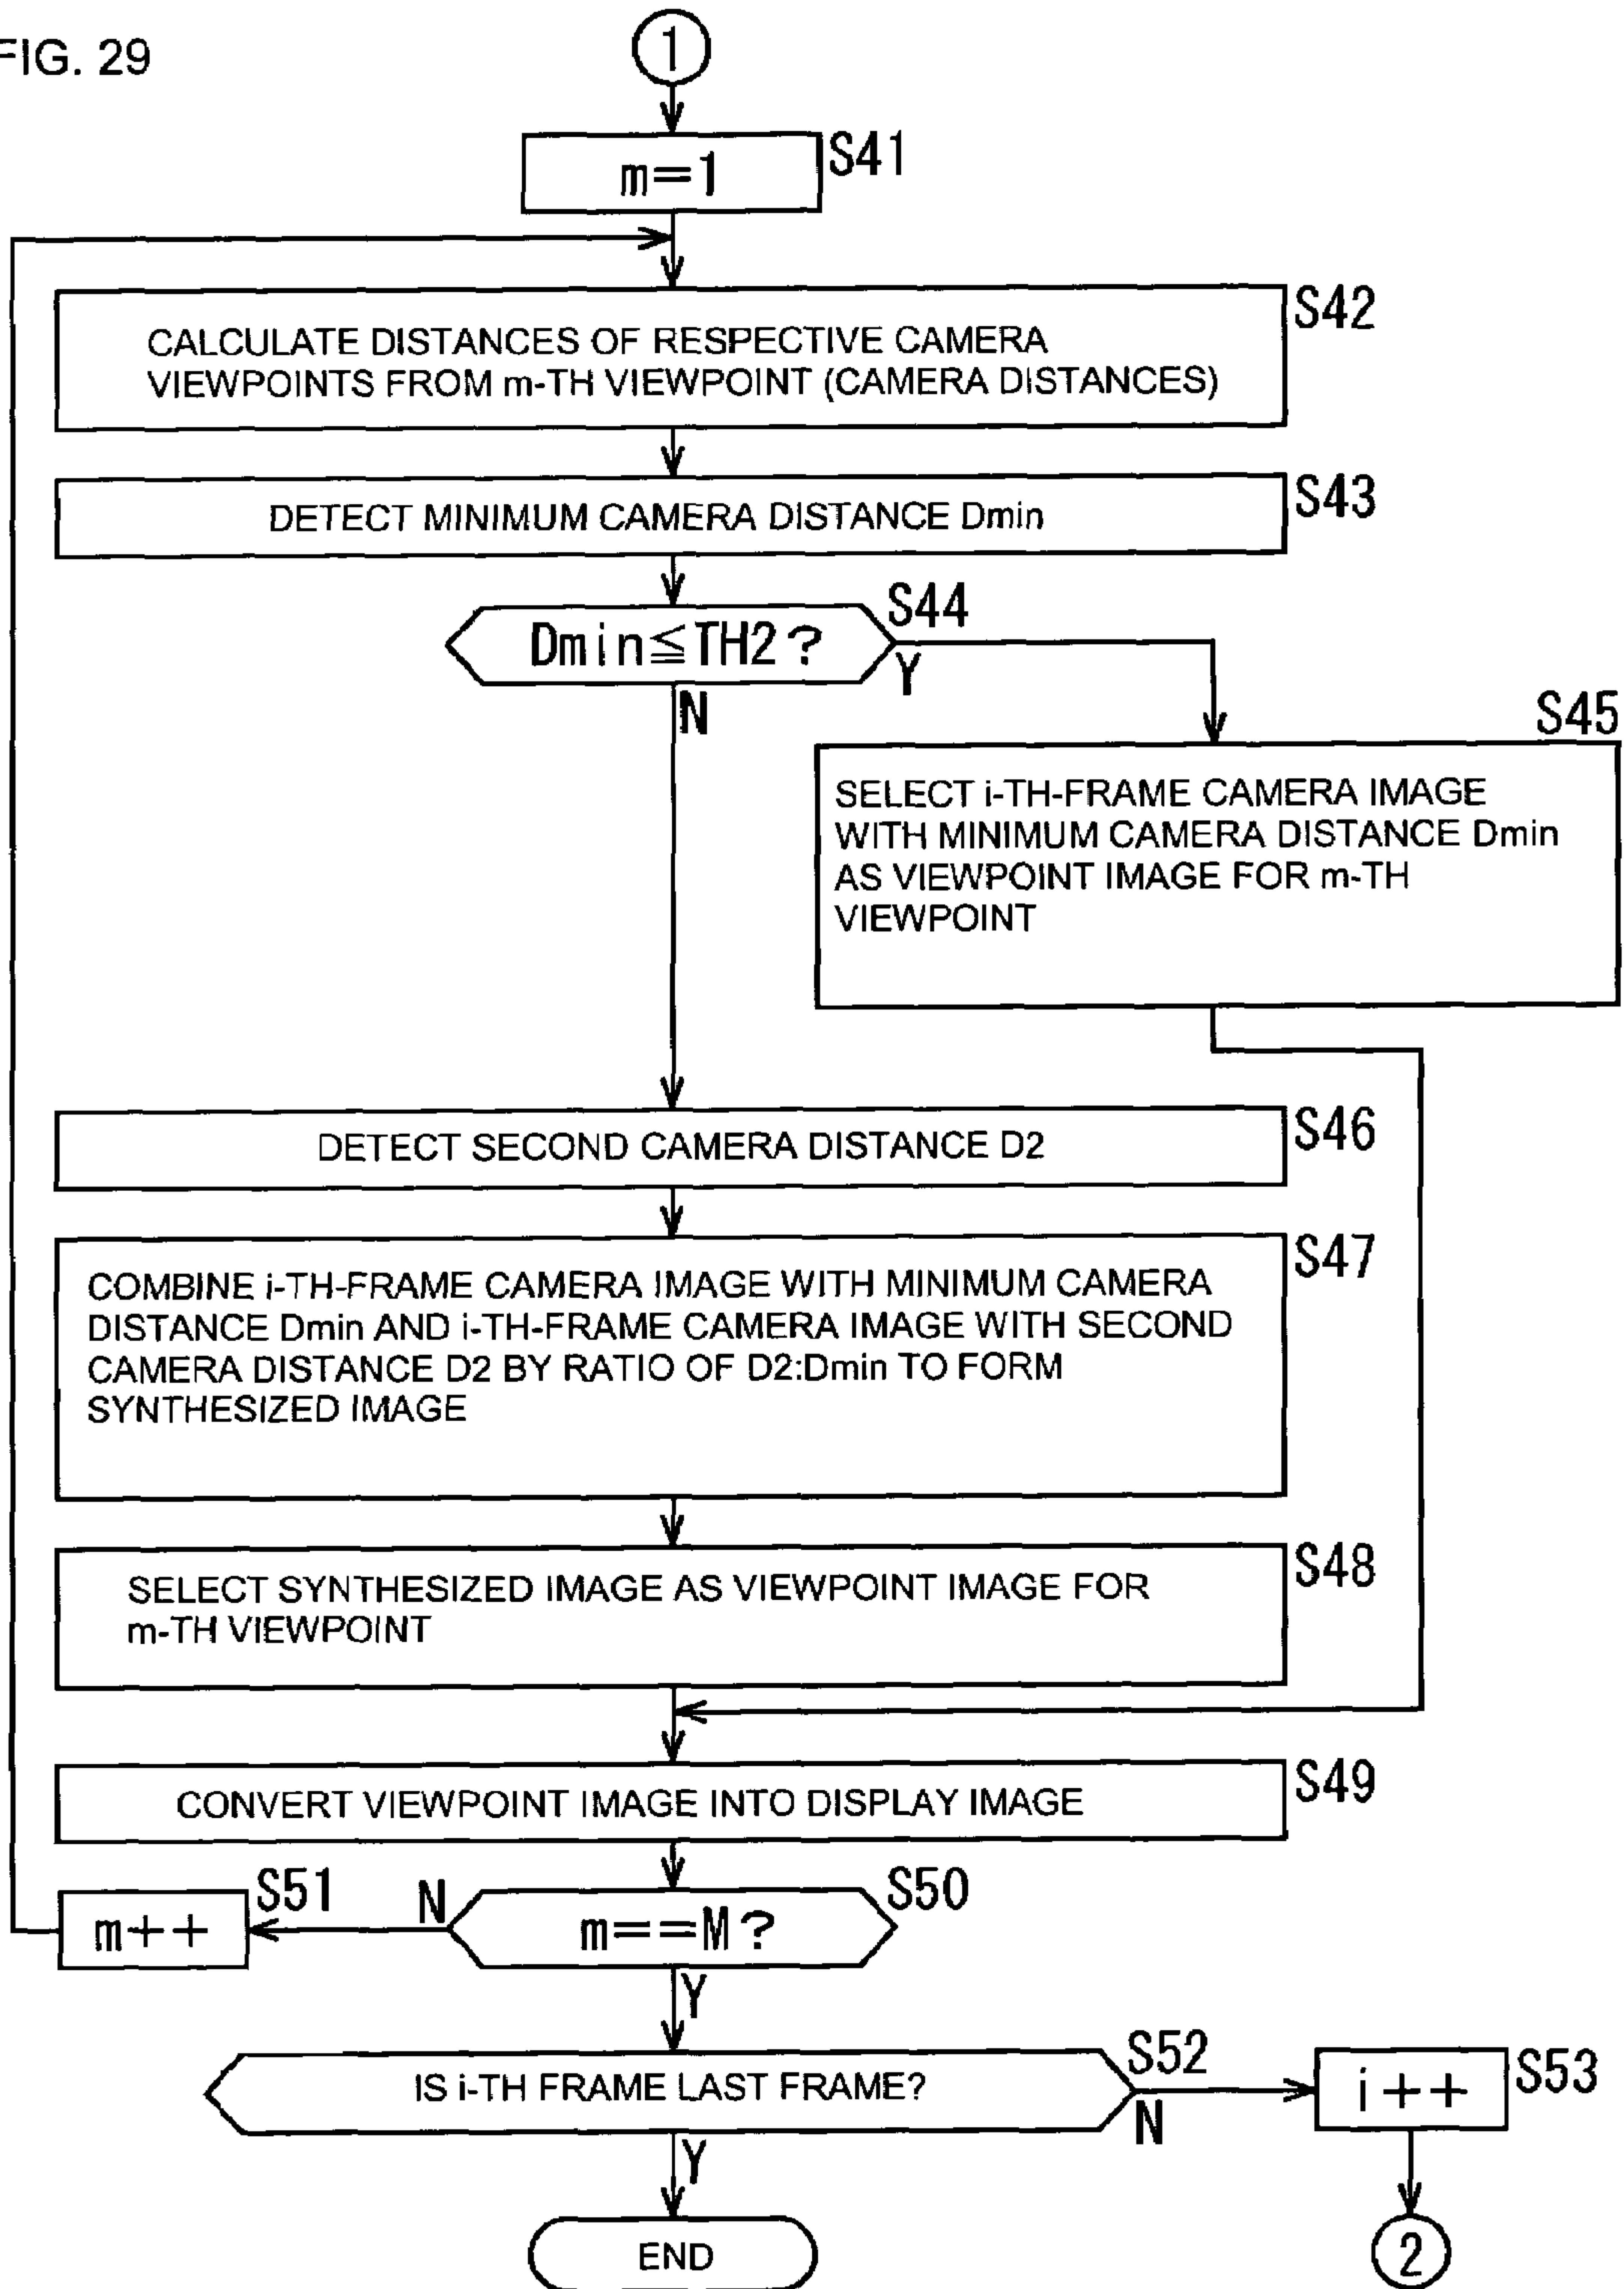 FIG. 29
1
m=1
S41
S42
CALCULATE DISTANCES OF RESPECTIVE CAMERA
VIEWPOINTS FROM m-TH VIEWPOINT (CAMERA DISTANCES)
S43
DETECT MINIMUM CAMERA DISTANCE Dmin
S44
Dmin≦TH2?
Y
N
S45
SELECT i-TH-FRAME CAMERA IMAGE
WITH MINIMUM CAMERA DISTANCE Dmin
AS VIEWPOINT IMAGE FOR m-TH
VIEWPOINT
S46
DETECT SECOND CAMERA DISTANCE D2
S47
COMBINE i-TH-FRAME CAMERA IMAGE WITH MINIMUM CAMERA
DISTANCE Dmin AND i-TH-FRAME CAMERA IMAGE WITH SECOND
CAMERA DISTANCE D2 BY RATIO OF D2:Dmin TO FORM
SYNTHESIZED IMAGE
S48
SELECT SYNTHESIZED IMAGE AS VIEWPOINT IMAGE FOR
m-TH VIEWPOINT
S49
CONVERT VIEWPOINT IMAGE INTO DISPLAY IMAGE
S51
m++
N
S50
m==M?
Y
S52
IS i-TH FRAME LAST FRAME?
N
S53
i++
Y
END
2